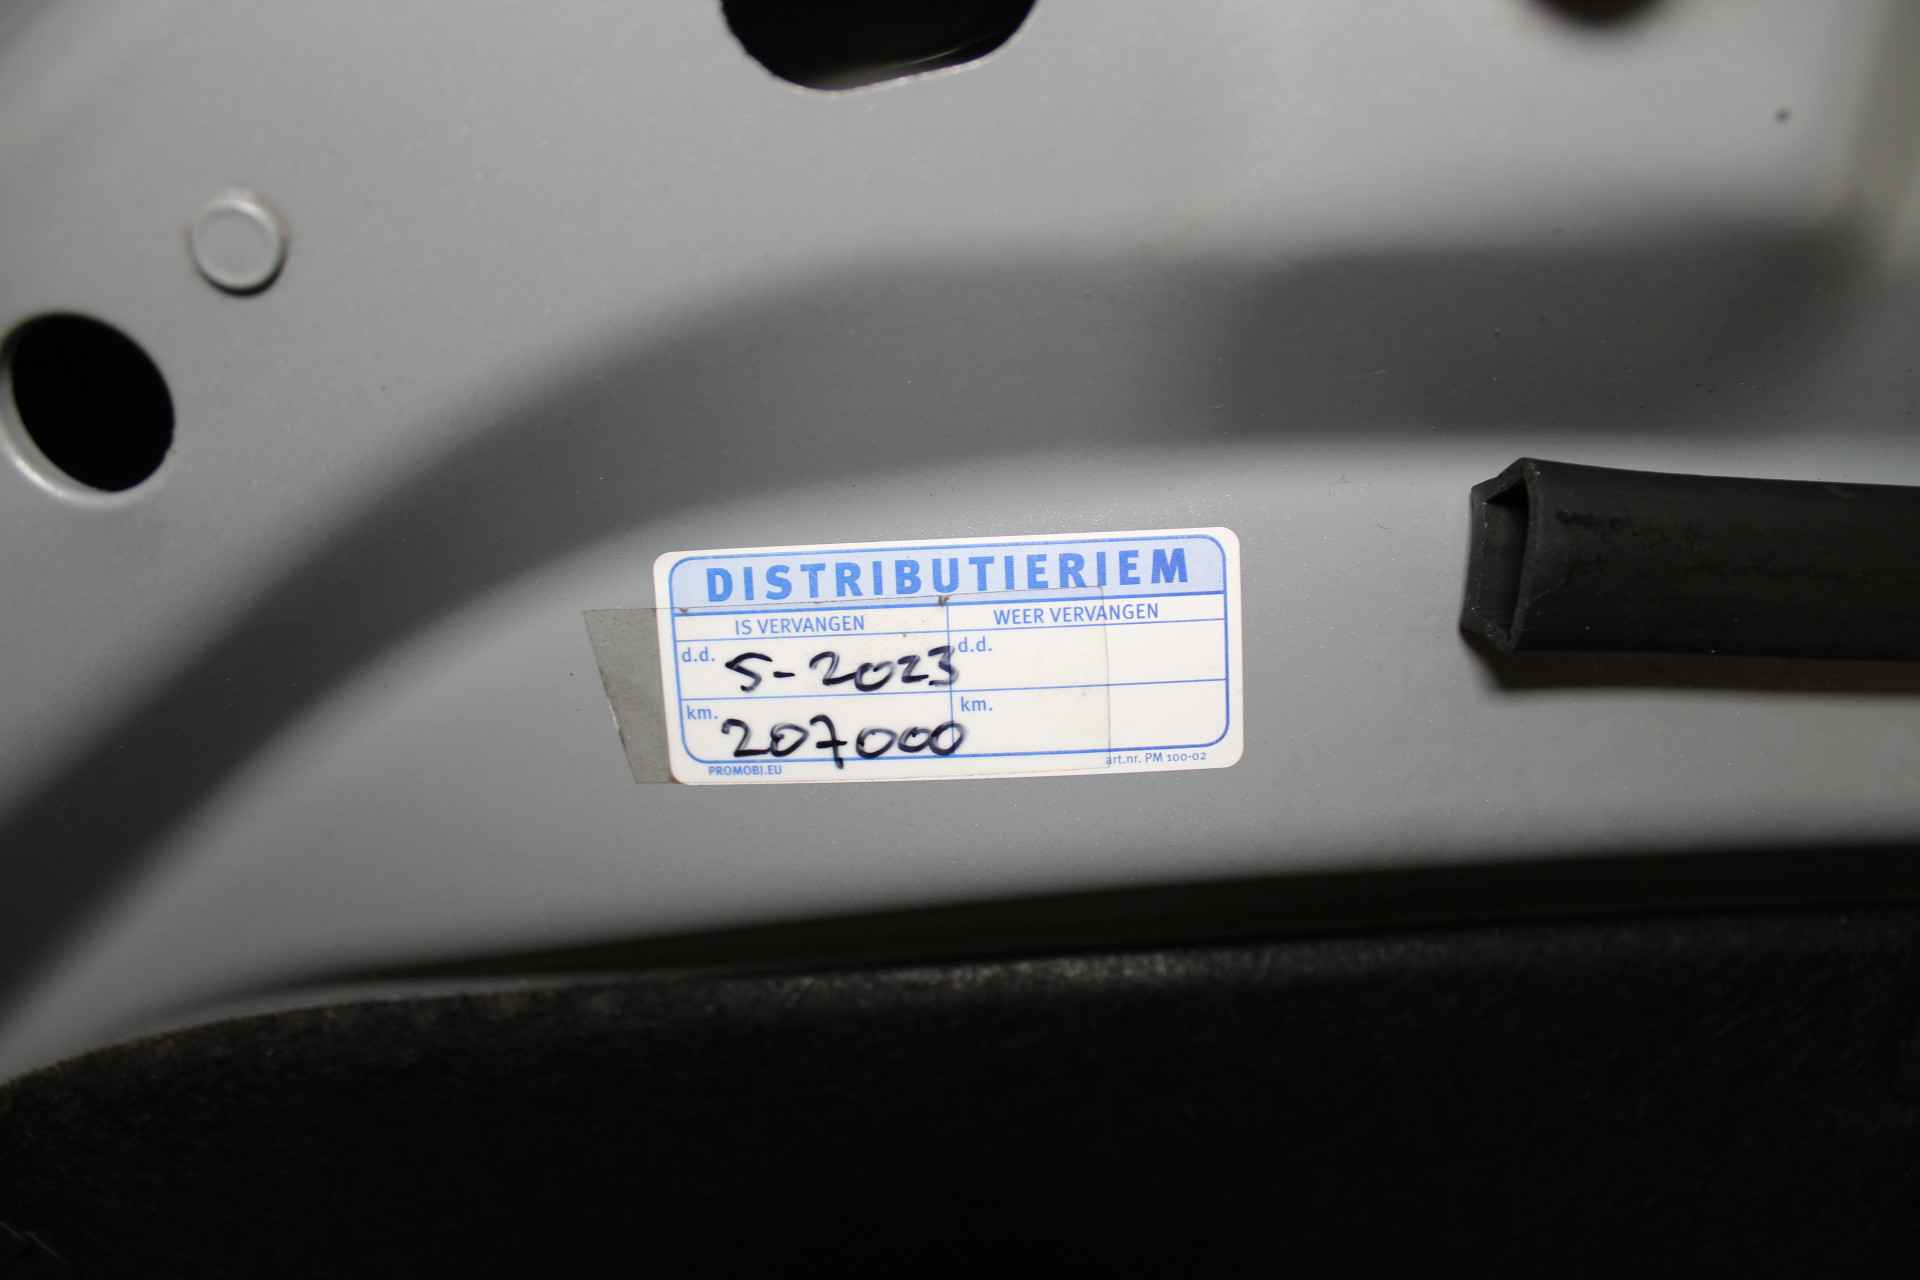 DISTRIBUTIERIEM
IS VERVANGEN WEER VERVANGEN
d.d. 5-2023 d.d.
km. 207000 km.
PROMOBI.EU art.nr. PM 100-02